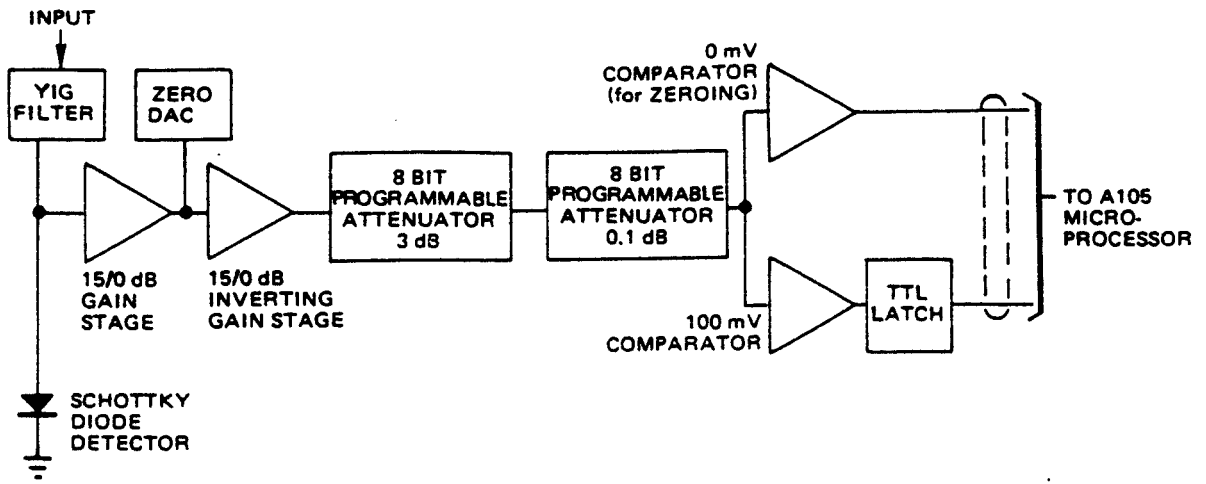 INPUT
YIG
FILTER
ZERO
DAC
15/0 dB
GAIN
STAGE
15/0 dB
INVERTING
GAIN STAGE
8 BIT
PROGRAMMABLE
ATTENUATOR
3 dB
8 BIT
PROGRAMMABLE
ATTENUATOR
0.1 dB
0 mV
COMPARATOR
(for ZEROING)
100 mV
COMPARATOR
TTL
LATCH
TO A105
MICRO-
PROCESSOR
SCHOTTKY
DIODE
DETECTOR